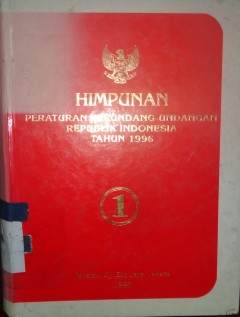 HIMPUNAN
PERATURAN PERUNDANG-UNDANGAN
REPUBLIK INDONESIA
TAHUN 1996
1